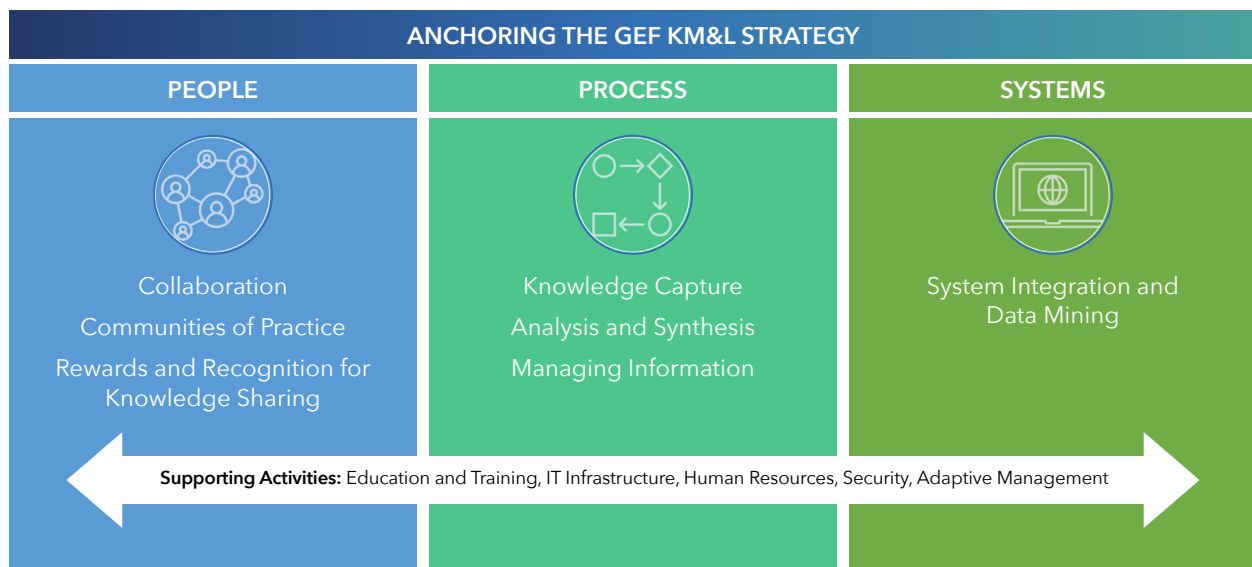 ANCHORING THE GEF KM&L STRATEGY
PEOPLE
Collaboration
Communities of Practice
Rewards and Recognition for
Knowledge Sharing
PROCESS
Knowledge Capture
Analysis and Synthesis
Managing Information
SYSTEMS
System Integration and
Data Mining
Supporting Activities: Education and Training, IT Infrastructure, Human Resources, Security, Adaptive Management